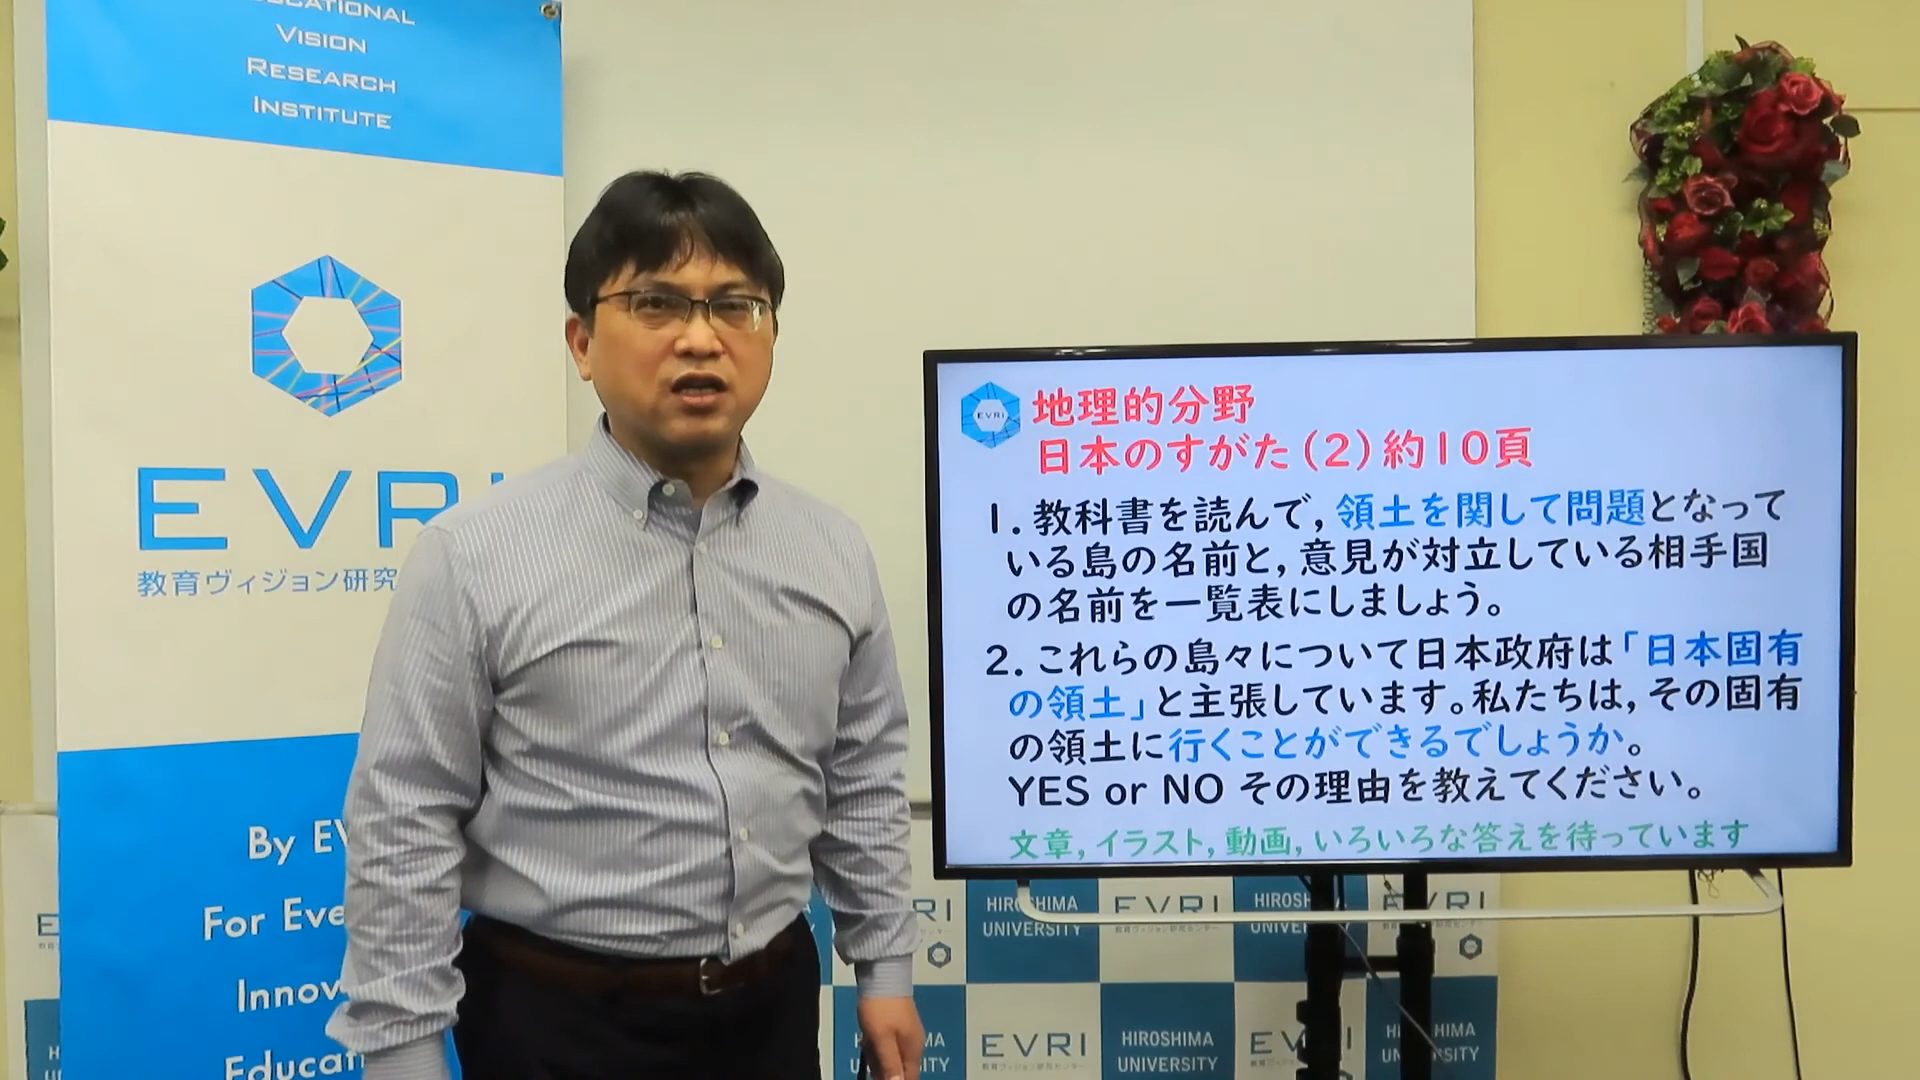 VISION
RESEARCH
INSTITUTE
EVRI
教育ヴィジョン研究
By EV
For Eve
Innov
Educati
EVRI
地理的分野
日本のすがた（2）約10頁
1．教科書を読んで，領土を関して問題となって
いる島の名前と，意見が対立している相手国
の名前を一覧表にしましょう。
2．これらの島々について日本政府は「日本固有
の領土」と主張しています。私たちは，その固有
の領土に行くことができるでしょうか。
YES or NO その理由を教えてください。
文章，イラスト，動画，いろいろな答えを待っています
HIROSHIMA
UNIVERSITY
EVRI
HIROSHIMA
UNIVERSITY
EVRI
EVRI
HIROSHIMA
UNIVERSITY
EVRI
HIROSHIMA
UNIVERSITY